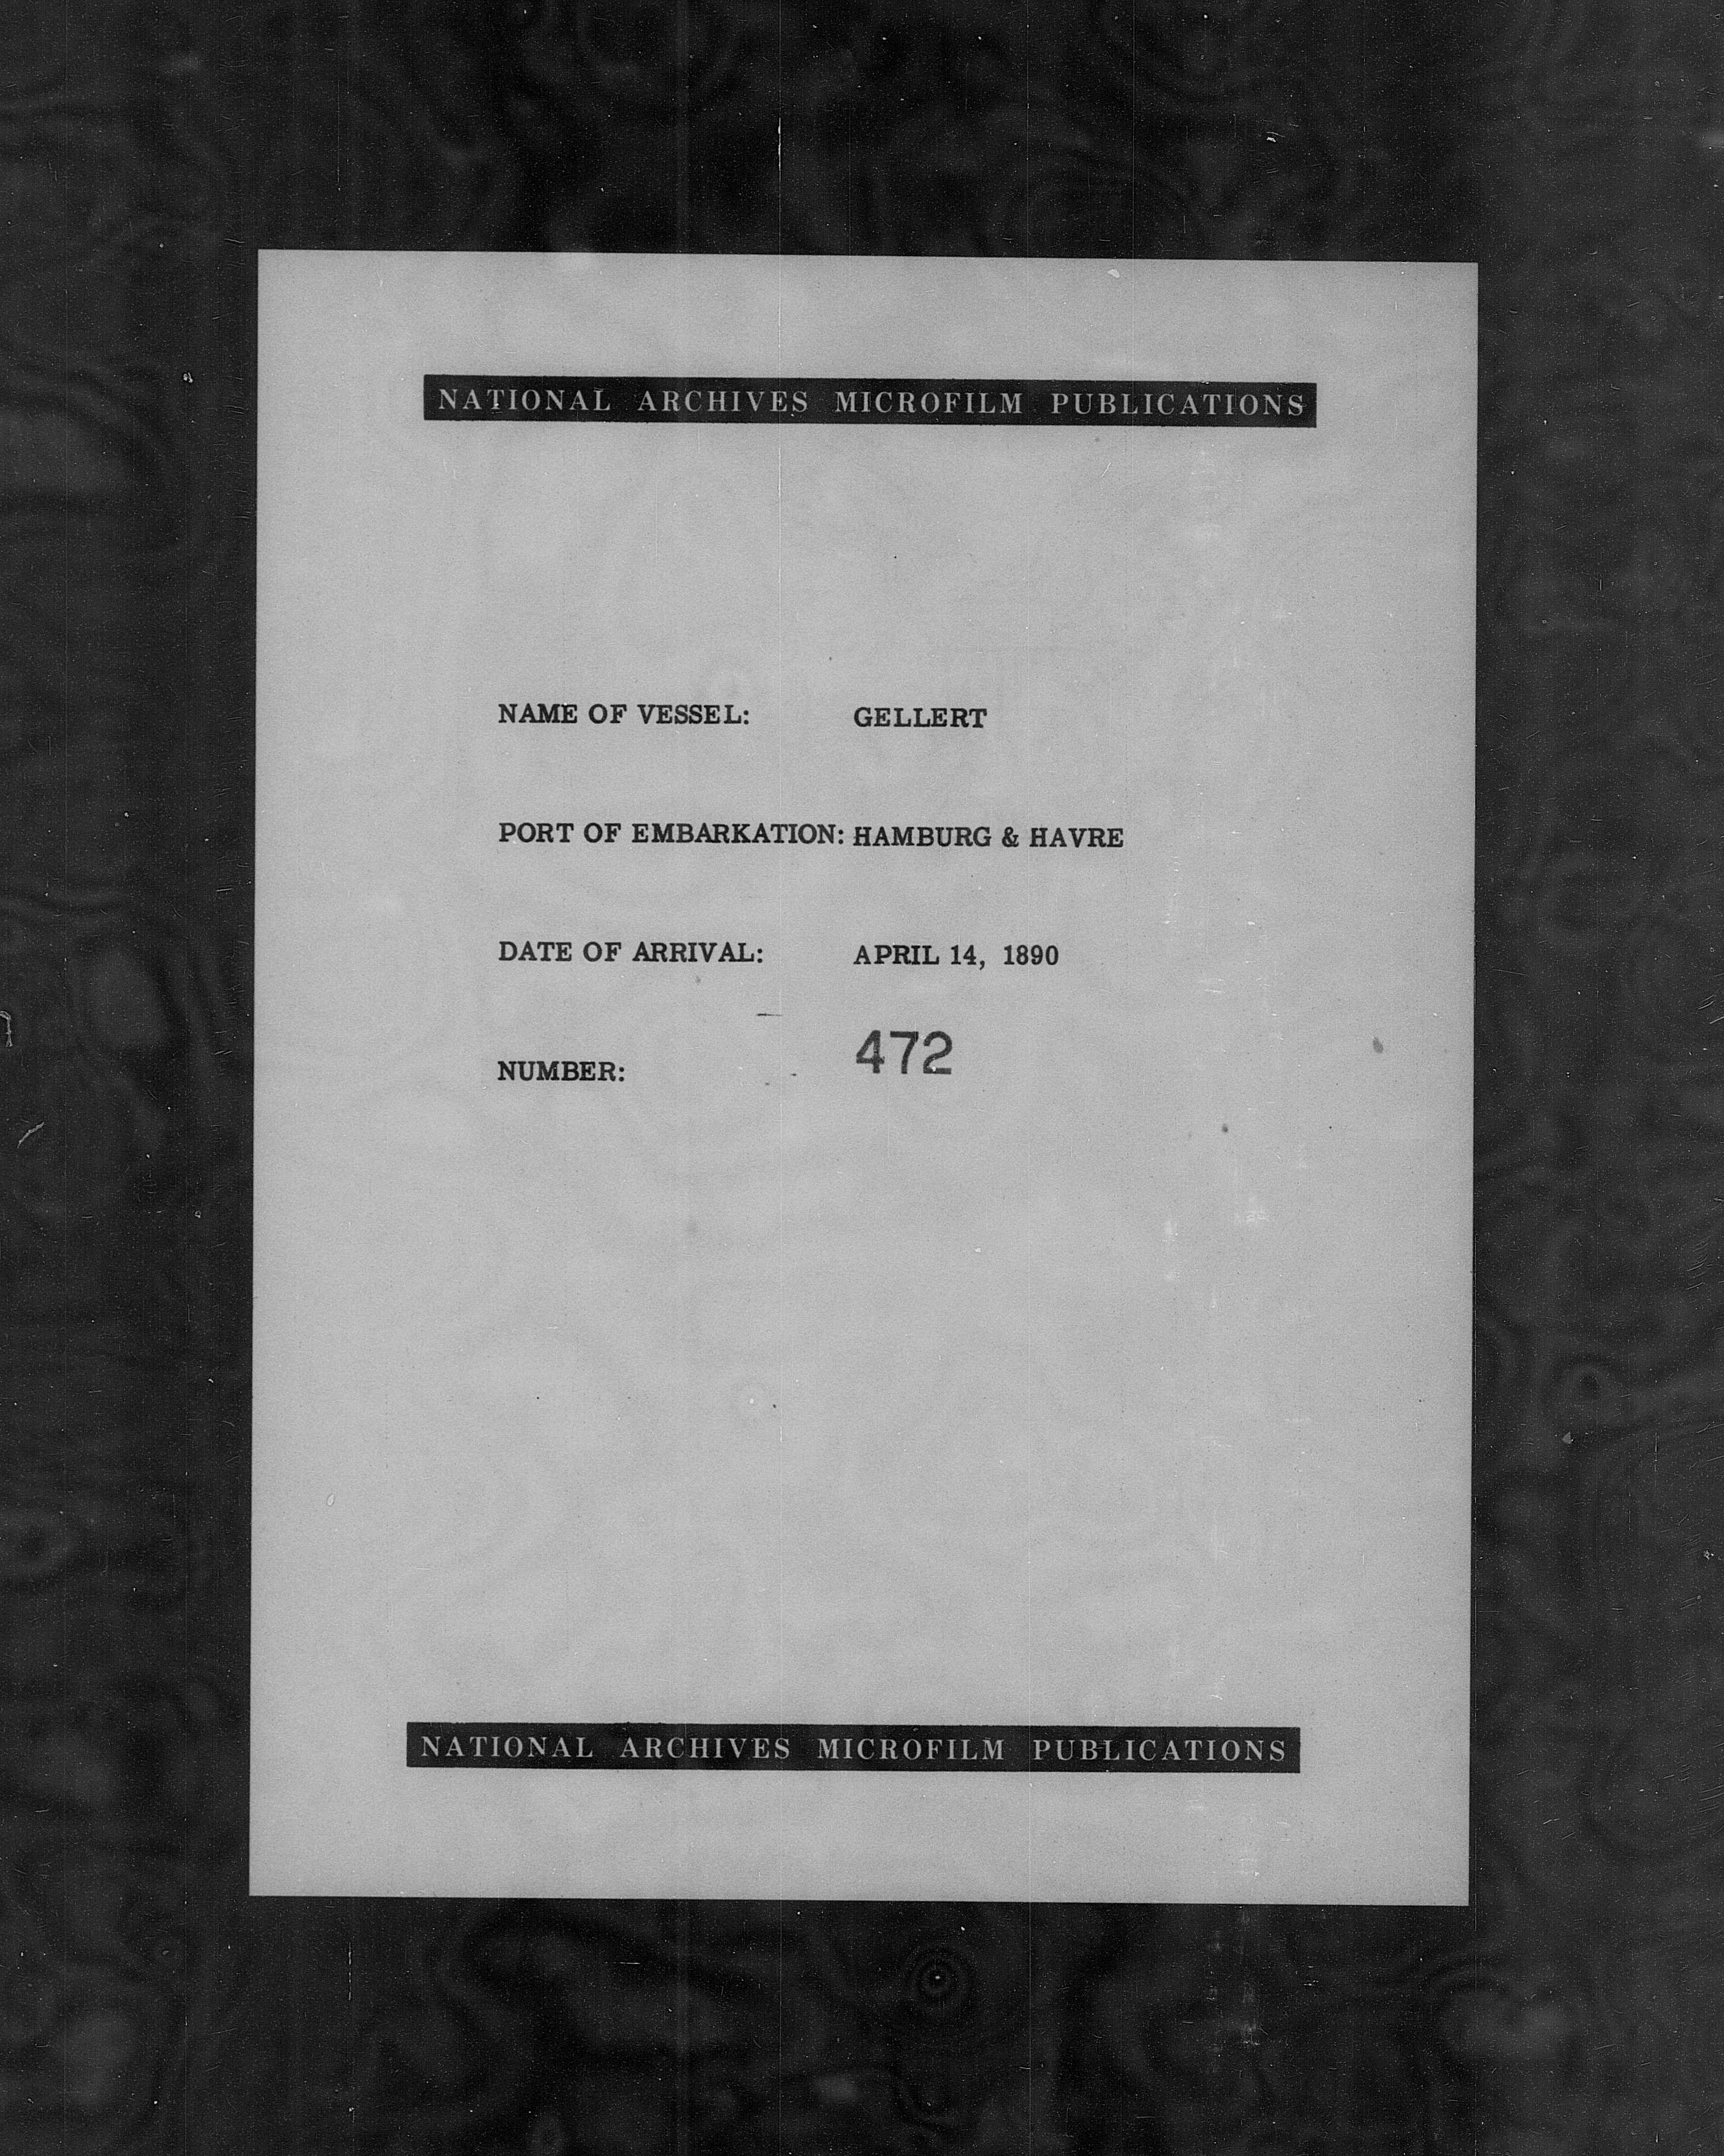 NATIONAL ARCHIVES MICROFILM PUBLICATIONS
NAME OF VESSEL: GELLERT
PORT OF EMBARKATION: HAMBURG & HAVRE
DATE OF ARRIVAL: APRIL 14, 1890
NUMBER: 472
NATIONAL ARCHIVES MICROFILM PUBLICATIONS